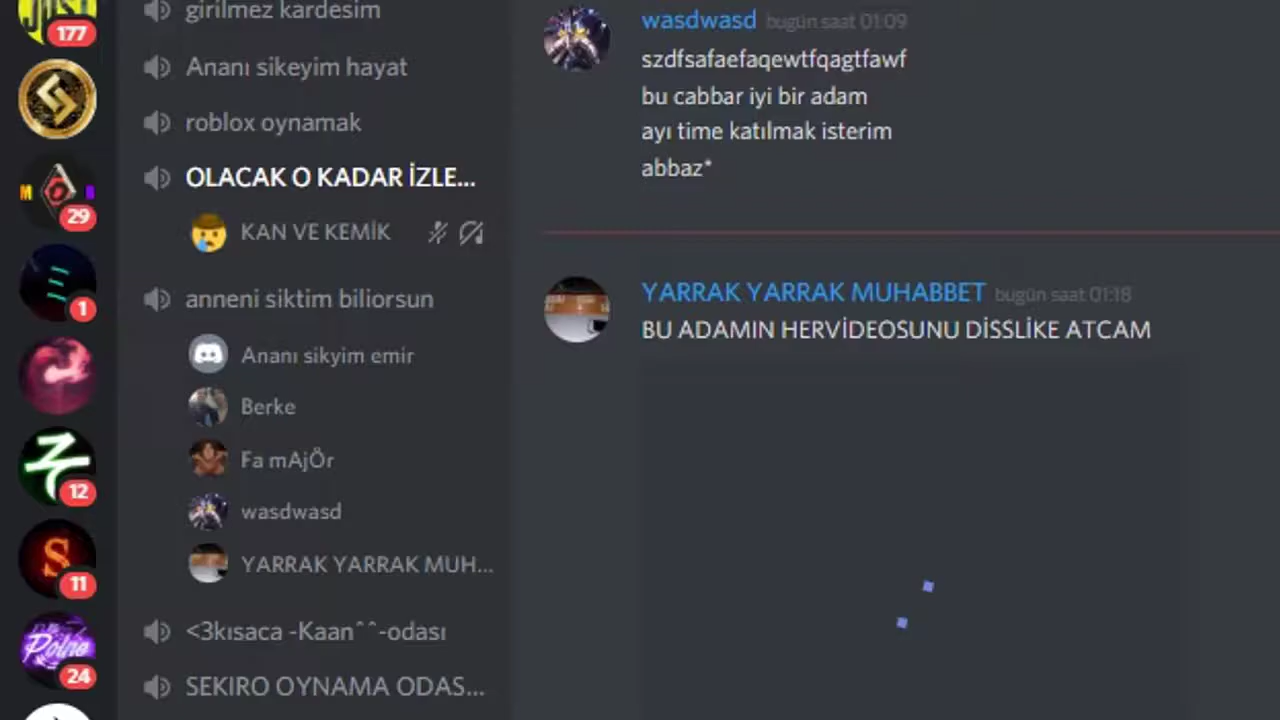 177
29
1
12
S
11
Polne
24
girilmez kardesim
Ananı sikeyim hayat
roblox oynamak
OLACAK O KADAR İZLE...
KAN VE KEMİK
anneni siktim biliorsun
Ananı sikyim emir
Berke
Fa mAjÖr
wasdwasd
YARRAK YARRAK MUH...
<3kısaca -Kaan^^-odası
SEKIRO OYNAMA ODAS...
wasdwasd bugün saat 01:09
szdfsafaefaqewtfqagtfawf
bu cabbar iyi bir adam
ayı time katılmak isterim
abbaz*
YARRAK YARRAK MUHABBET bugün saat 01:18
BU ADAMIN HERVİDEOSUNU DİSSLİKE ATCAM